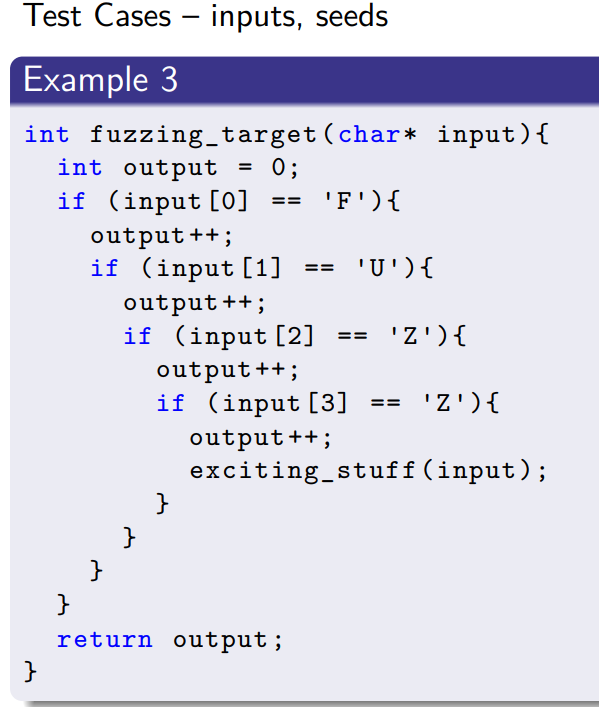 Test Cases – inputs, seeds
Example 3
int fuzzing_target(char* input){
  int output = 0;
  if (input[0] == 'F'){
    output++;
    if (input[1] == 'U'){
      output++;
      if (input[2] == 'Z'){
        output++;
        if (input[3] == 'Z'){
          output++;
          exciting_stuff(input);
        }
      }
    }
  }
  return output;
}